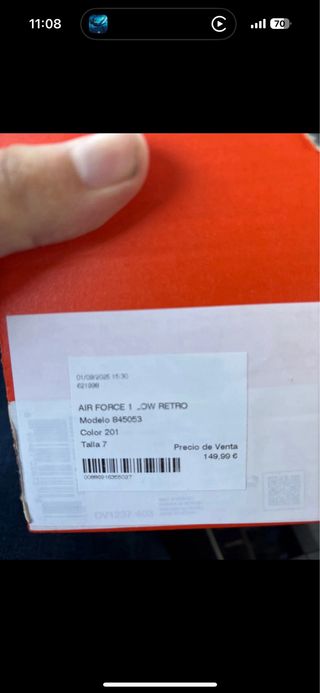 11:08
70
01/09/2025 15:30
621998
AIR FORCE 1 LOW RETRO
Modelo 845053
Color 201
Talla 7
Precio de Venta
149,99 €